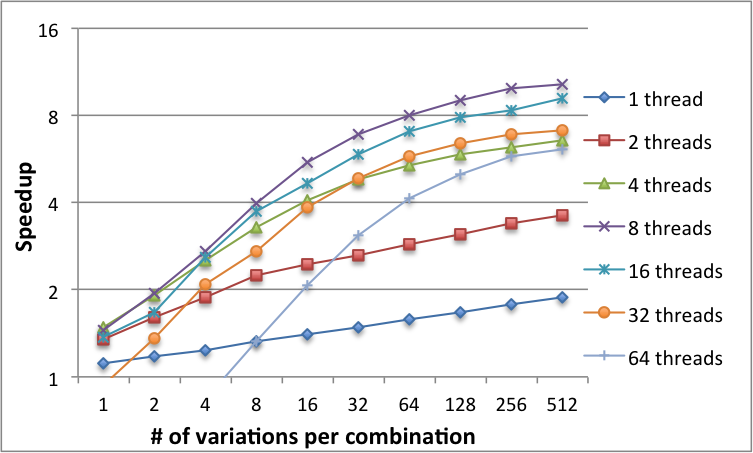 16
8
4
2
1
Speedup
1 2 4 8 16 32 64 128 256 512
# of variations per combination
1 thread
2 threads
4 threads
8 threads
16 threads
32 threads
64 threads